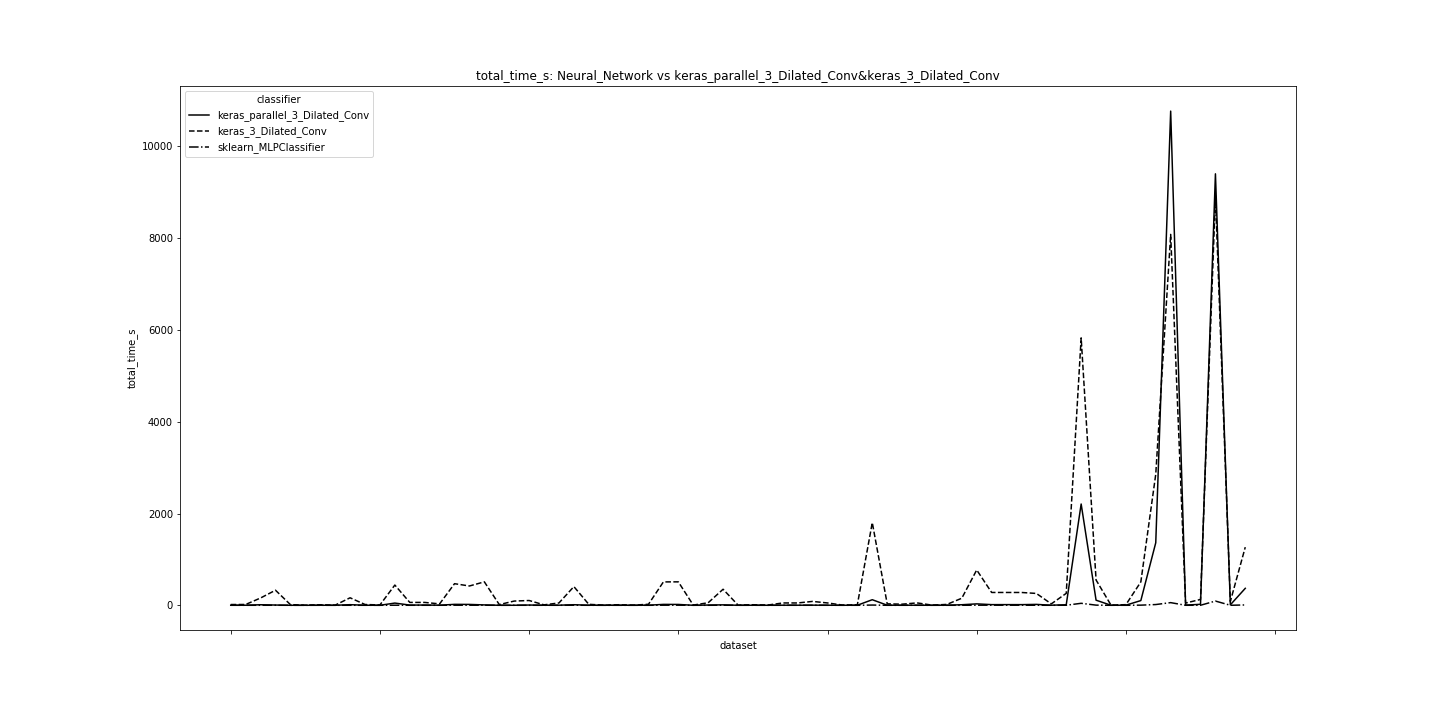 total_time_s: Neural_Network vs keras_parallel_3_Dilated_Conv&keras_3_Dilated_Conv
classifier
keras_parallel_3_Dilated_Conv
keras_3_Dilated_Conv
sklearn_MLPClassifier
10000
8000
6000
4000
2000
0
total_time_s
dataset